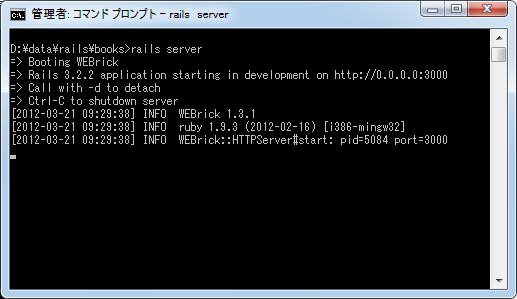 管理者: コマンド プロンプト - rails server
D:¥data¥rails¥books>rails server
=> Booting WEBrick
=> Rails 3.2.2 application starting in development on http://0.0.0.0:3000
=> Call with -d to detach
=> Ctrl-C to shutdown server
[2012-03-21 09:29:38] INFO  WEBrick 1.3.1
[2012-03-21 09:29:38] INFO  ruby 1.9.3 (2012-02-16) [i386-mingw32]
[2012-03-21 09:29:38] INFO  WEBrick::HTTPServer#start: pid=5084 port=3000